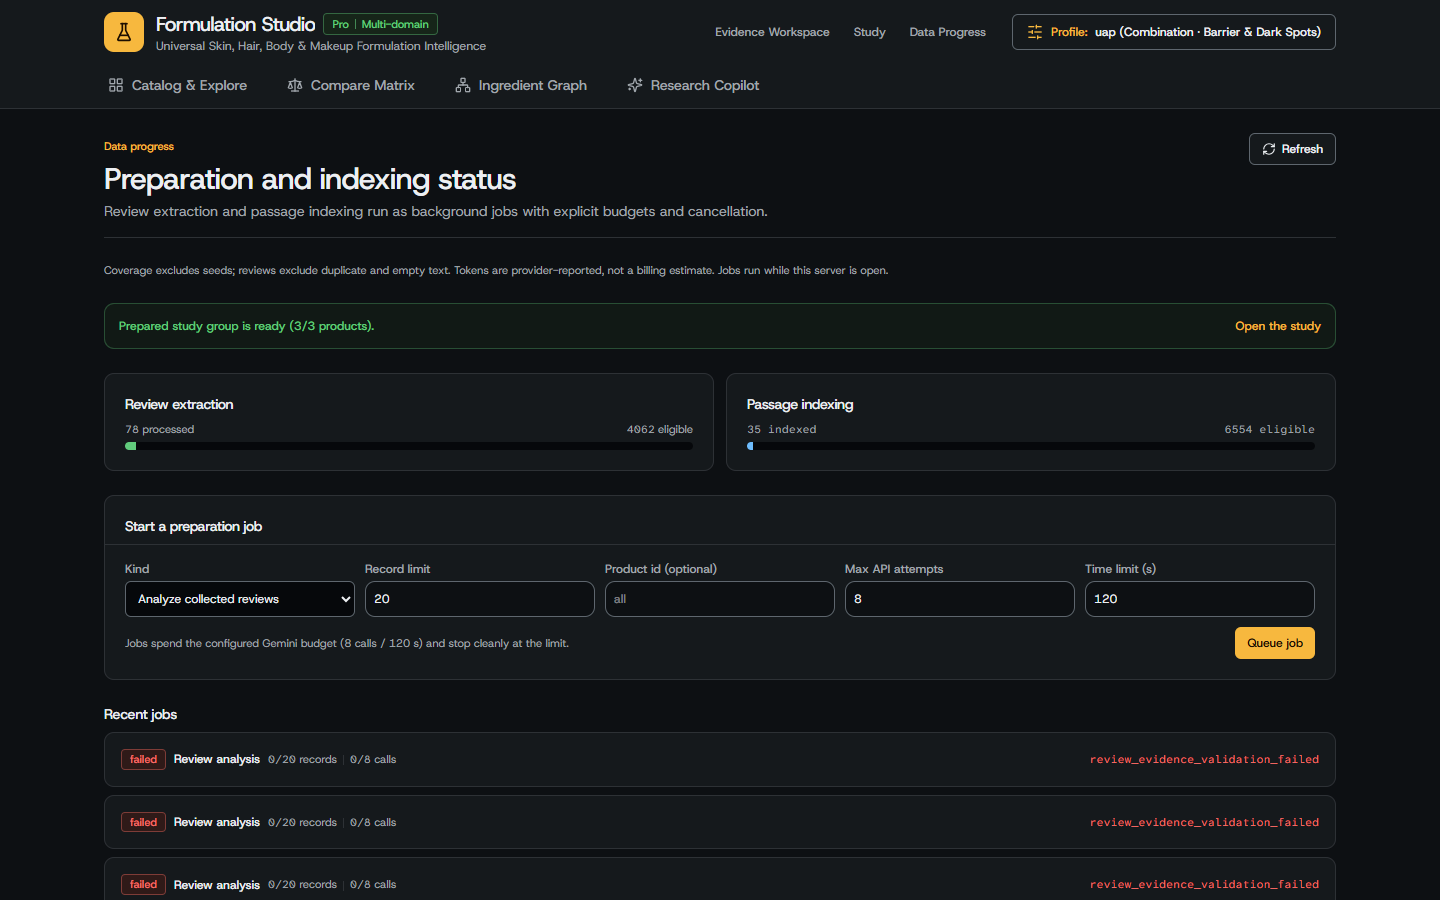 Formulation Studio
Pro | Multi-domain
Universal Skin, Hair, Body & Makeup Formulation Intelligence
Evidence Workspace
Study
Data Progress
Profile: uap (Combination · Barrier & Dark Spots)
Catalog & Explore
Compare Matrix
Ingredient Graph
Research Copilot
Data progress
Refresh
Preparation and indexing status
Review extraction and passage indexing run as background jobs with explicit budgets and cancellation.
Coverage excludes seeds; reviews exclude duplicate and empty text. Tokens are provider-reported, not a billing estimate. Jobs run while this server is open.
Prepared study group is ready (3/3 products).
Open the study
Review extraction
78 processed
4062 eligible
Passage indexing
35 indexed
6554 eligible
Start a preparation job
Kind
Record limit
Product id (optional)
Max API attempts
Time limit (s)
Analyze collected reviews
20
all
8
120
Jobs spend the configured Gemini budget (8 calls / 120 s) and stop cleanly at the limit.
Queue job
Recent jobs
failed Review analysis 0/20 records | 0/8 calls
review_evidence_validation_failed
failed Review analysis 0/20 records | 0/8 calls
review_evidence_validation_failed
failed Review analysis 0/20 records | 0/8 calls
review_evidence_validation_failed